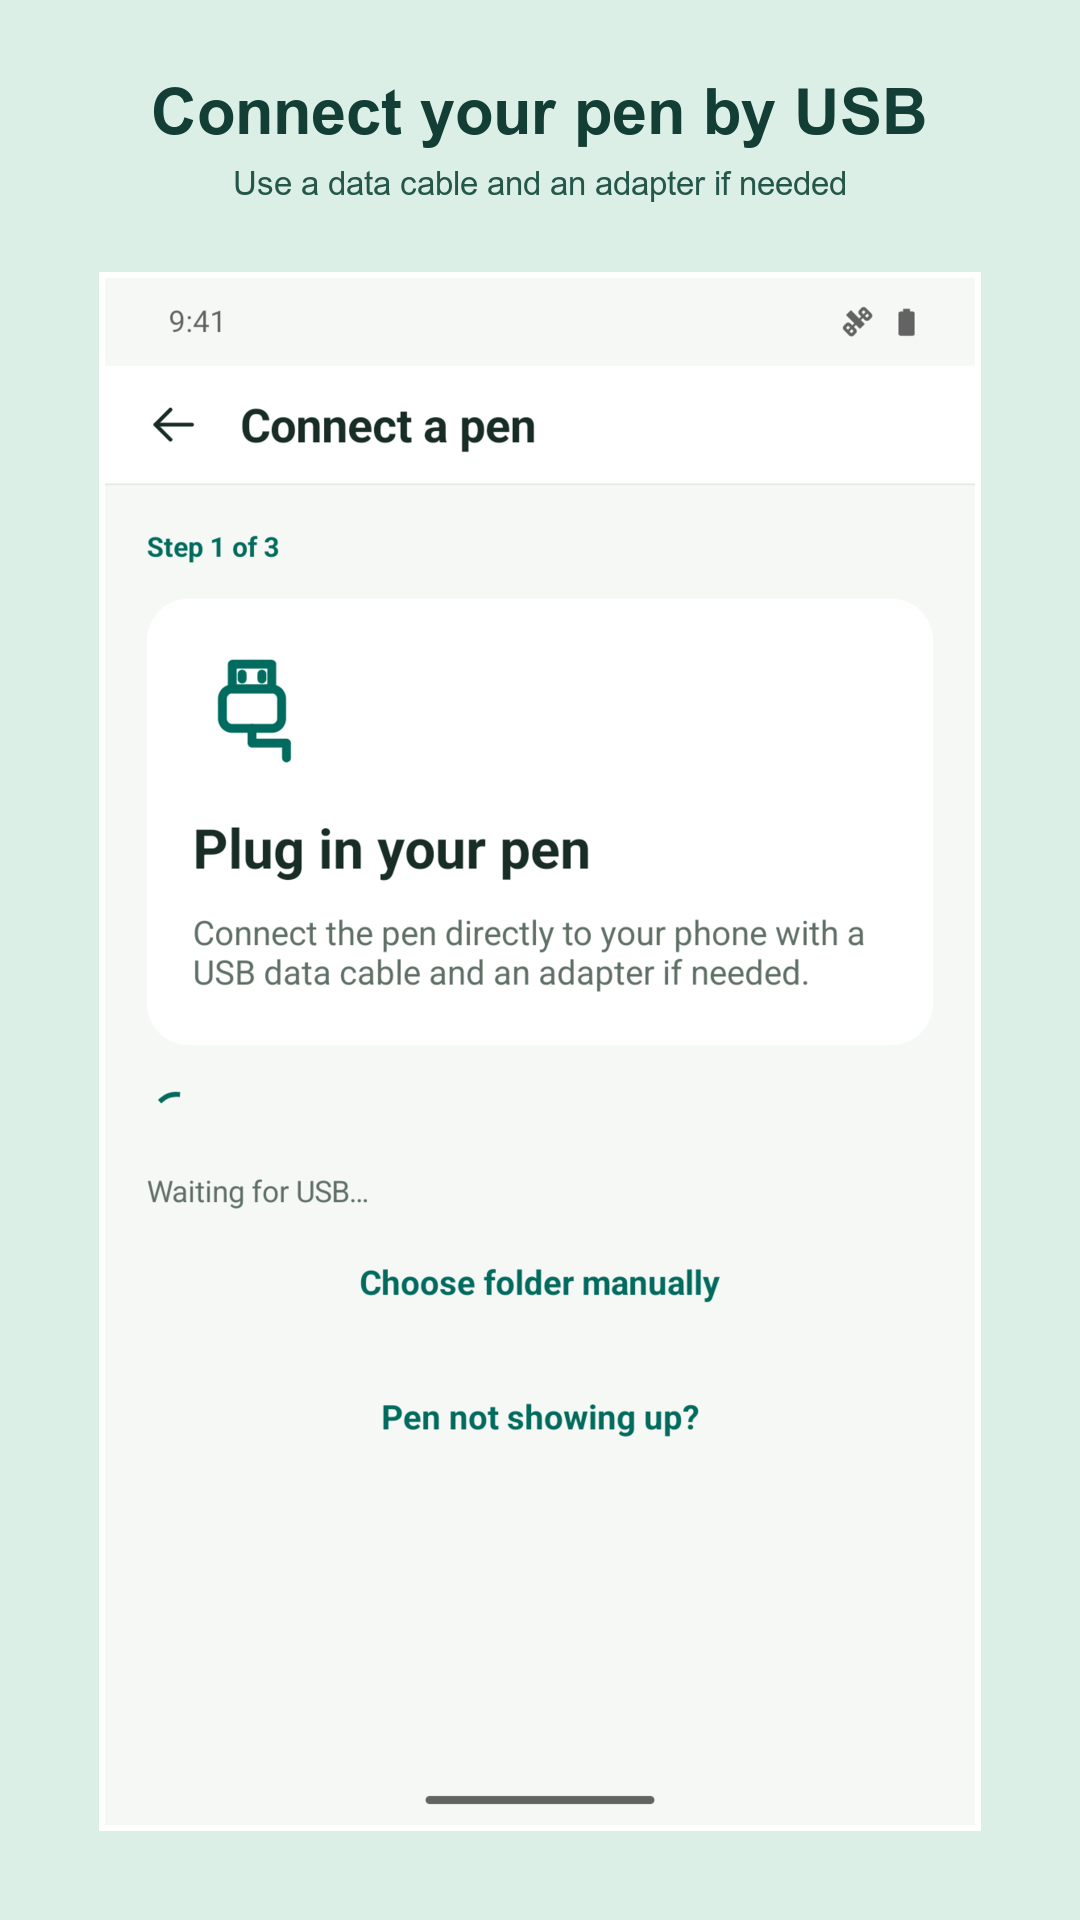 Connect your pen by USB
Use a data cable and an adapter if needed
9:41
Connect a pen
Step 1 of 3
Plug in your pen
Connect the pen directly to your phone with a
USB data cable and an adapter if needed.
Waiting for USB…
Choose folder manually
Pen not showing up?